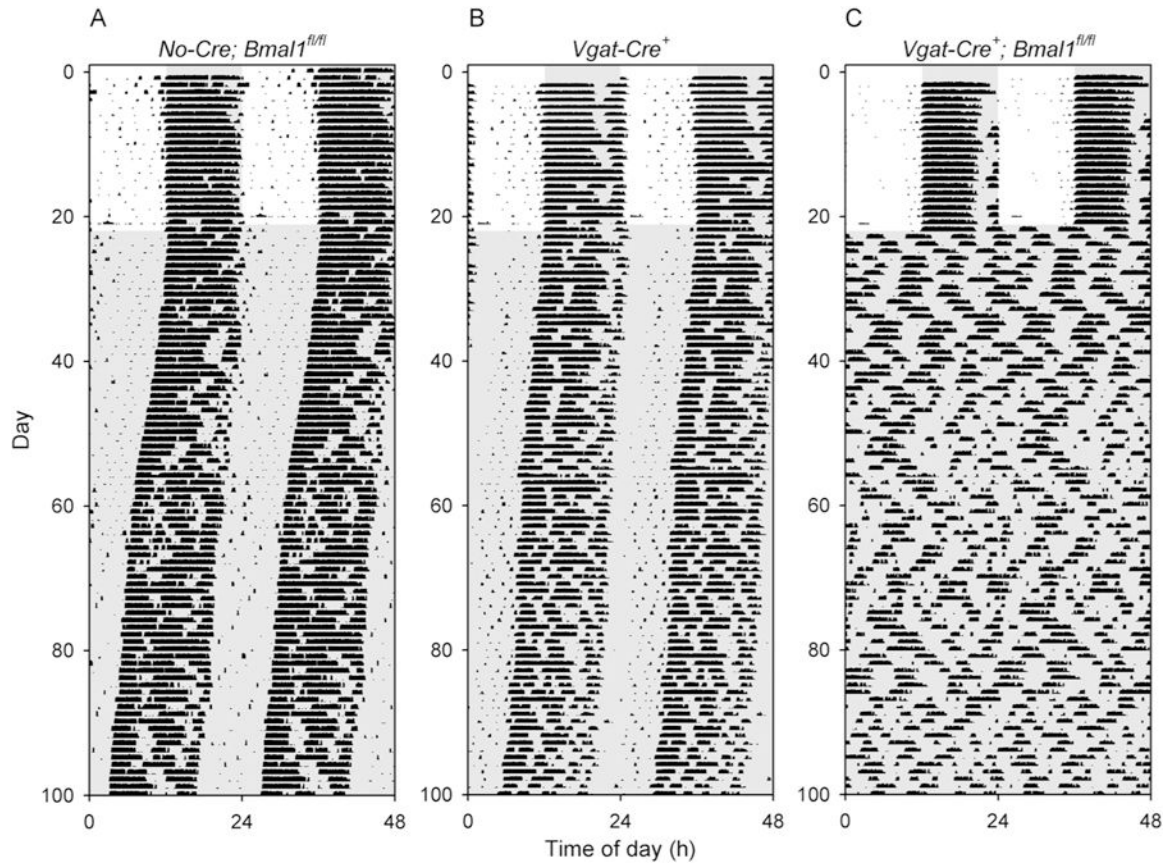 A
No-Cre; Bmal1fl/fl
B
Vgat-Cre+
C
Vgat-Cre+; Bmal1fl/fl
Day
0
20
40
60
80
100
0
24
48
0
24
48
0
24
48
Time of day (h)